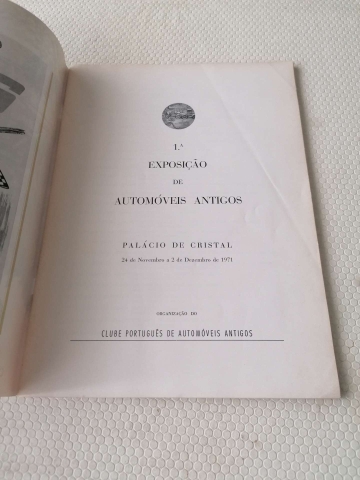 1.ª
EXPOSIÇÃO
DE
AUTOMÓVEIS ANTIGOS
PALÁCIO DE CRISTAL
24 de Novembro a 2 de Dezembro de 1971
ORGANIZAÇÃO DO
CLUBE PORTUGUÊS DE AUTOMÓVEIS ANTIGOS